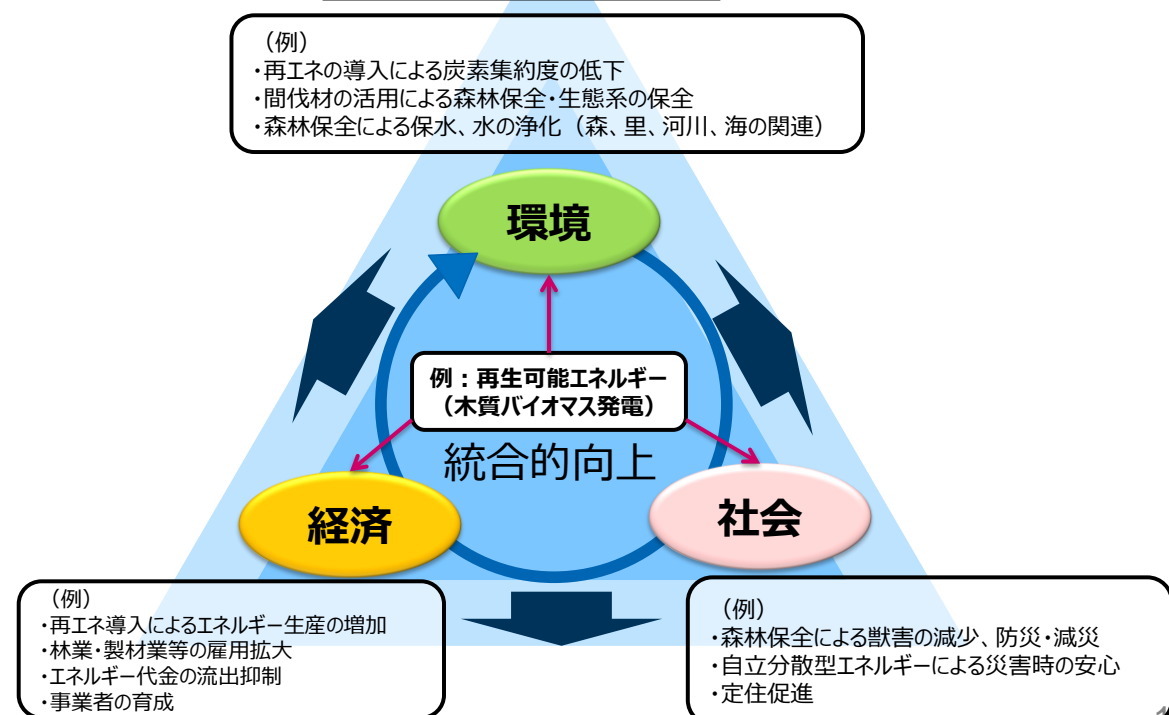 （例）
・再エネの導入による炭素集約度の低下
・間伐材の活用による森林保全・生態系の保全
・森林保全による保水、水の浄化（森、里、河川、海の関連）
環境
例：再生可能エネルギー
（木質バイオマス発電）
統合的向上
経済
社会
（例）
・再エネ導入によるエネルギー生産の増加
・林業・製材業等の雇用拡大
・エネルギー代金の流出抑制
・事業者の育成
（例）
・森林保全による獣害の減少、防災・減災
・自立分散型エネルギーによる災害時の安心
・定住促進